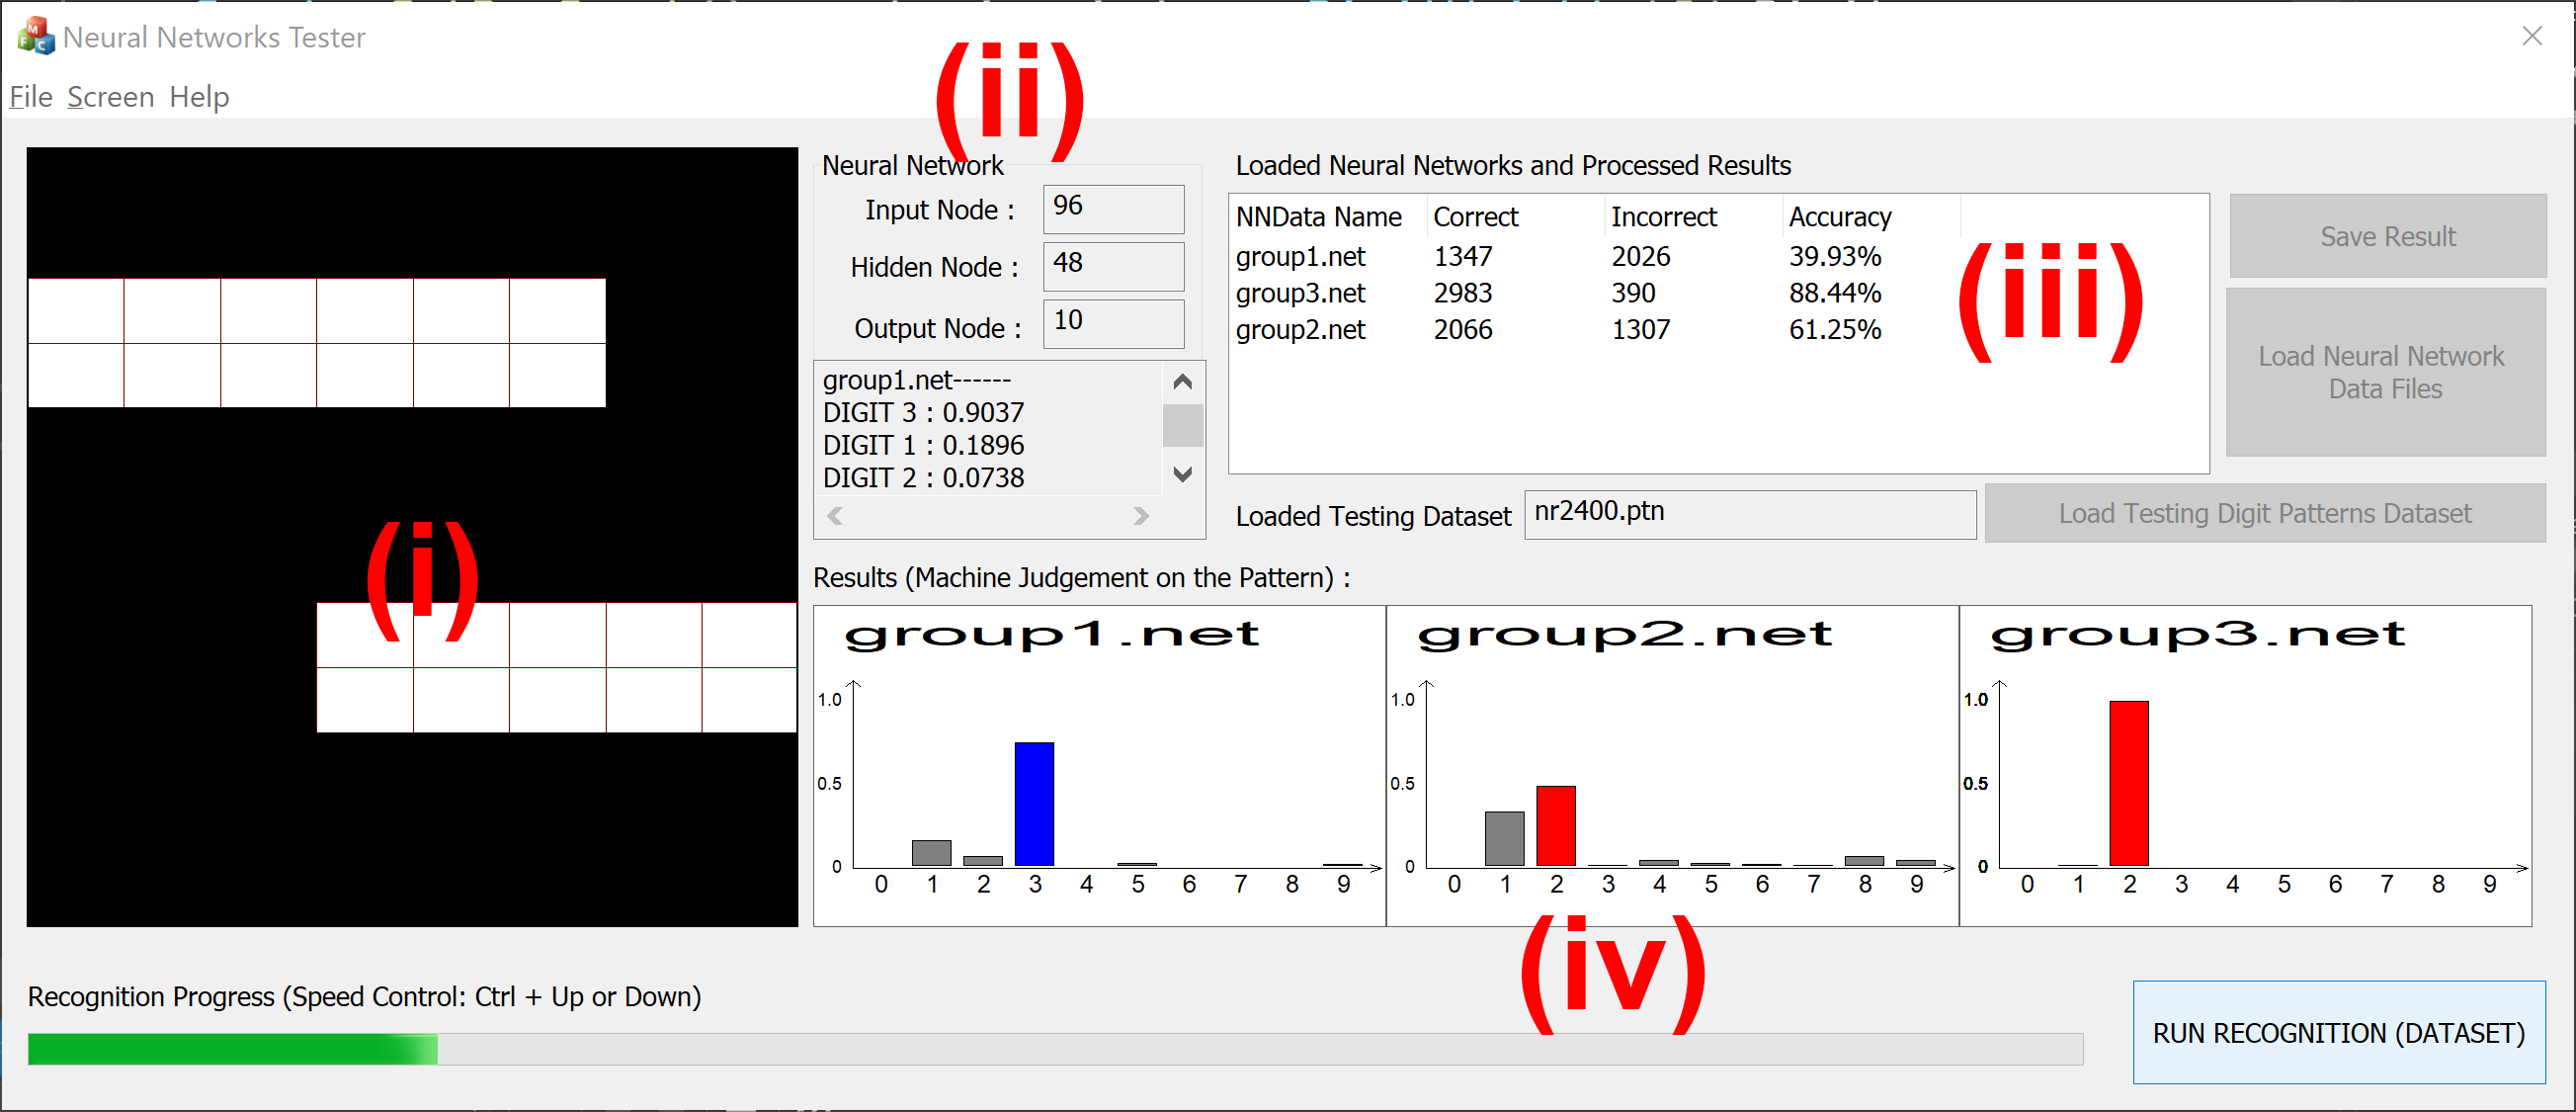 Neural Networks Tester
File Screen Help
(i)
(ii)
Neural Network
Input Node : 96
Hidden Node : 48
Output Node : 10
group1.net------
DIGIT 3 : 0.9037
DIGIT 1 : 0.1896
DIGIT 2 : 0.0738
Loaded Neural Networks and Processed Results
NNData Name Correct Incorrect Accuracy
group1.net 1347 2026 39.93%
group3.net 2983 390 88.44%
group2.net 2066 1307 61.25%
(iii)
Save Result
Load Neural Network
Data Files
Loaded Testing Dataset nr2400.ptn
Load Testing Digit Patterns Dataset
Results (Machine Judgement on the Pattern) :
group1.net
1.0
0.5
0
0 1 2 3 4 5 6 7 8 9
group2.net
1.0
0.5
0
0 1 2 3 4 5 6 7 8 9
group3.net
1.0
0.5
0
0 1 2 3 4 5 6 7 8 9
(iv)
Recognition Progress (Speed Control: Ctrl + Up or Down)
RUN RECOGNITION (DATASET)